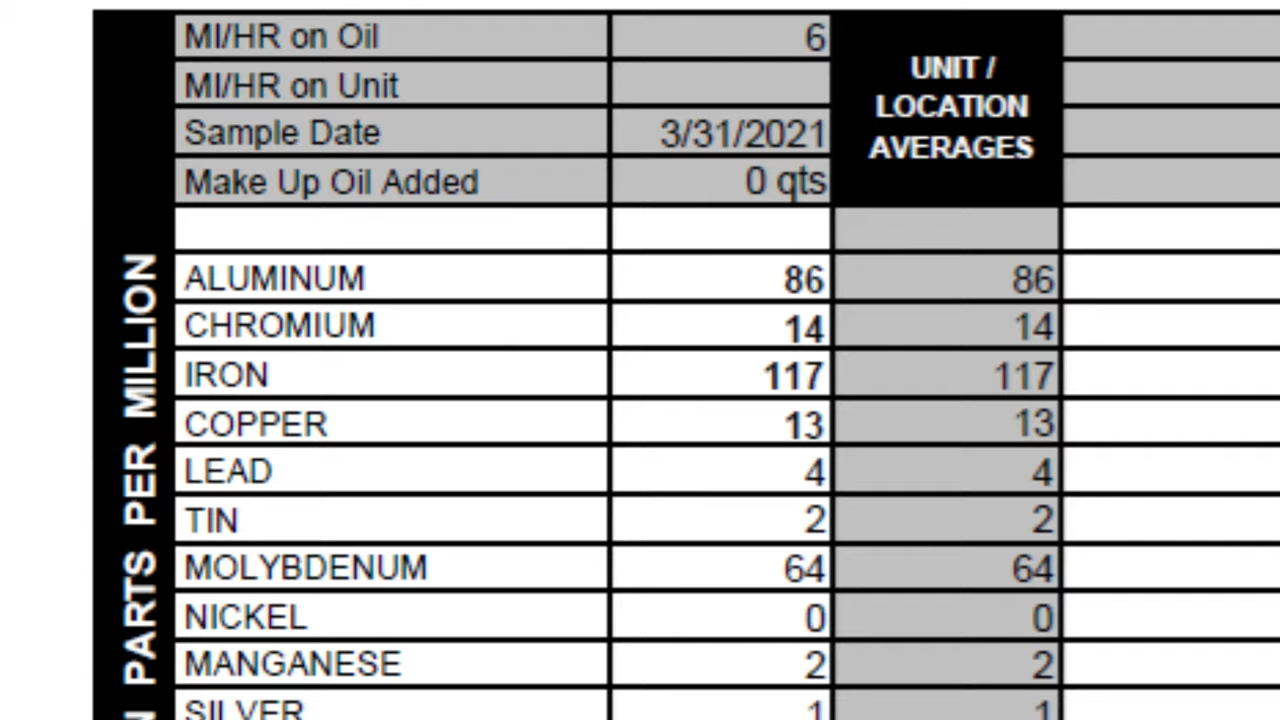 MI/HR on Oil 6
UNIT /
MI/HR on Unit
LOCATION
Sample Date 3/31/2021
AVERAGES
Make Up Oil Added 0 qts
ALUMINUM 86 86
CHROMIUM 14 14
IRON 117 117
COPPER 13 13
LEAD 4 4
TIN 2 2
MOLYBDENUM 64 64
NICKEL 0 0
MANGANESE 2 2
SILVER 1 1
PARTS PER MILLION